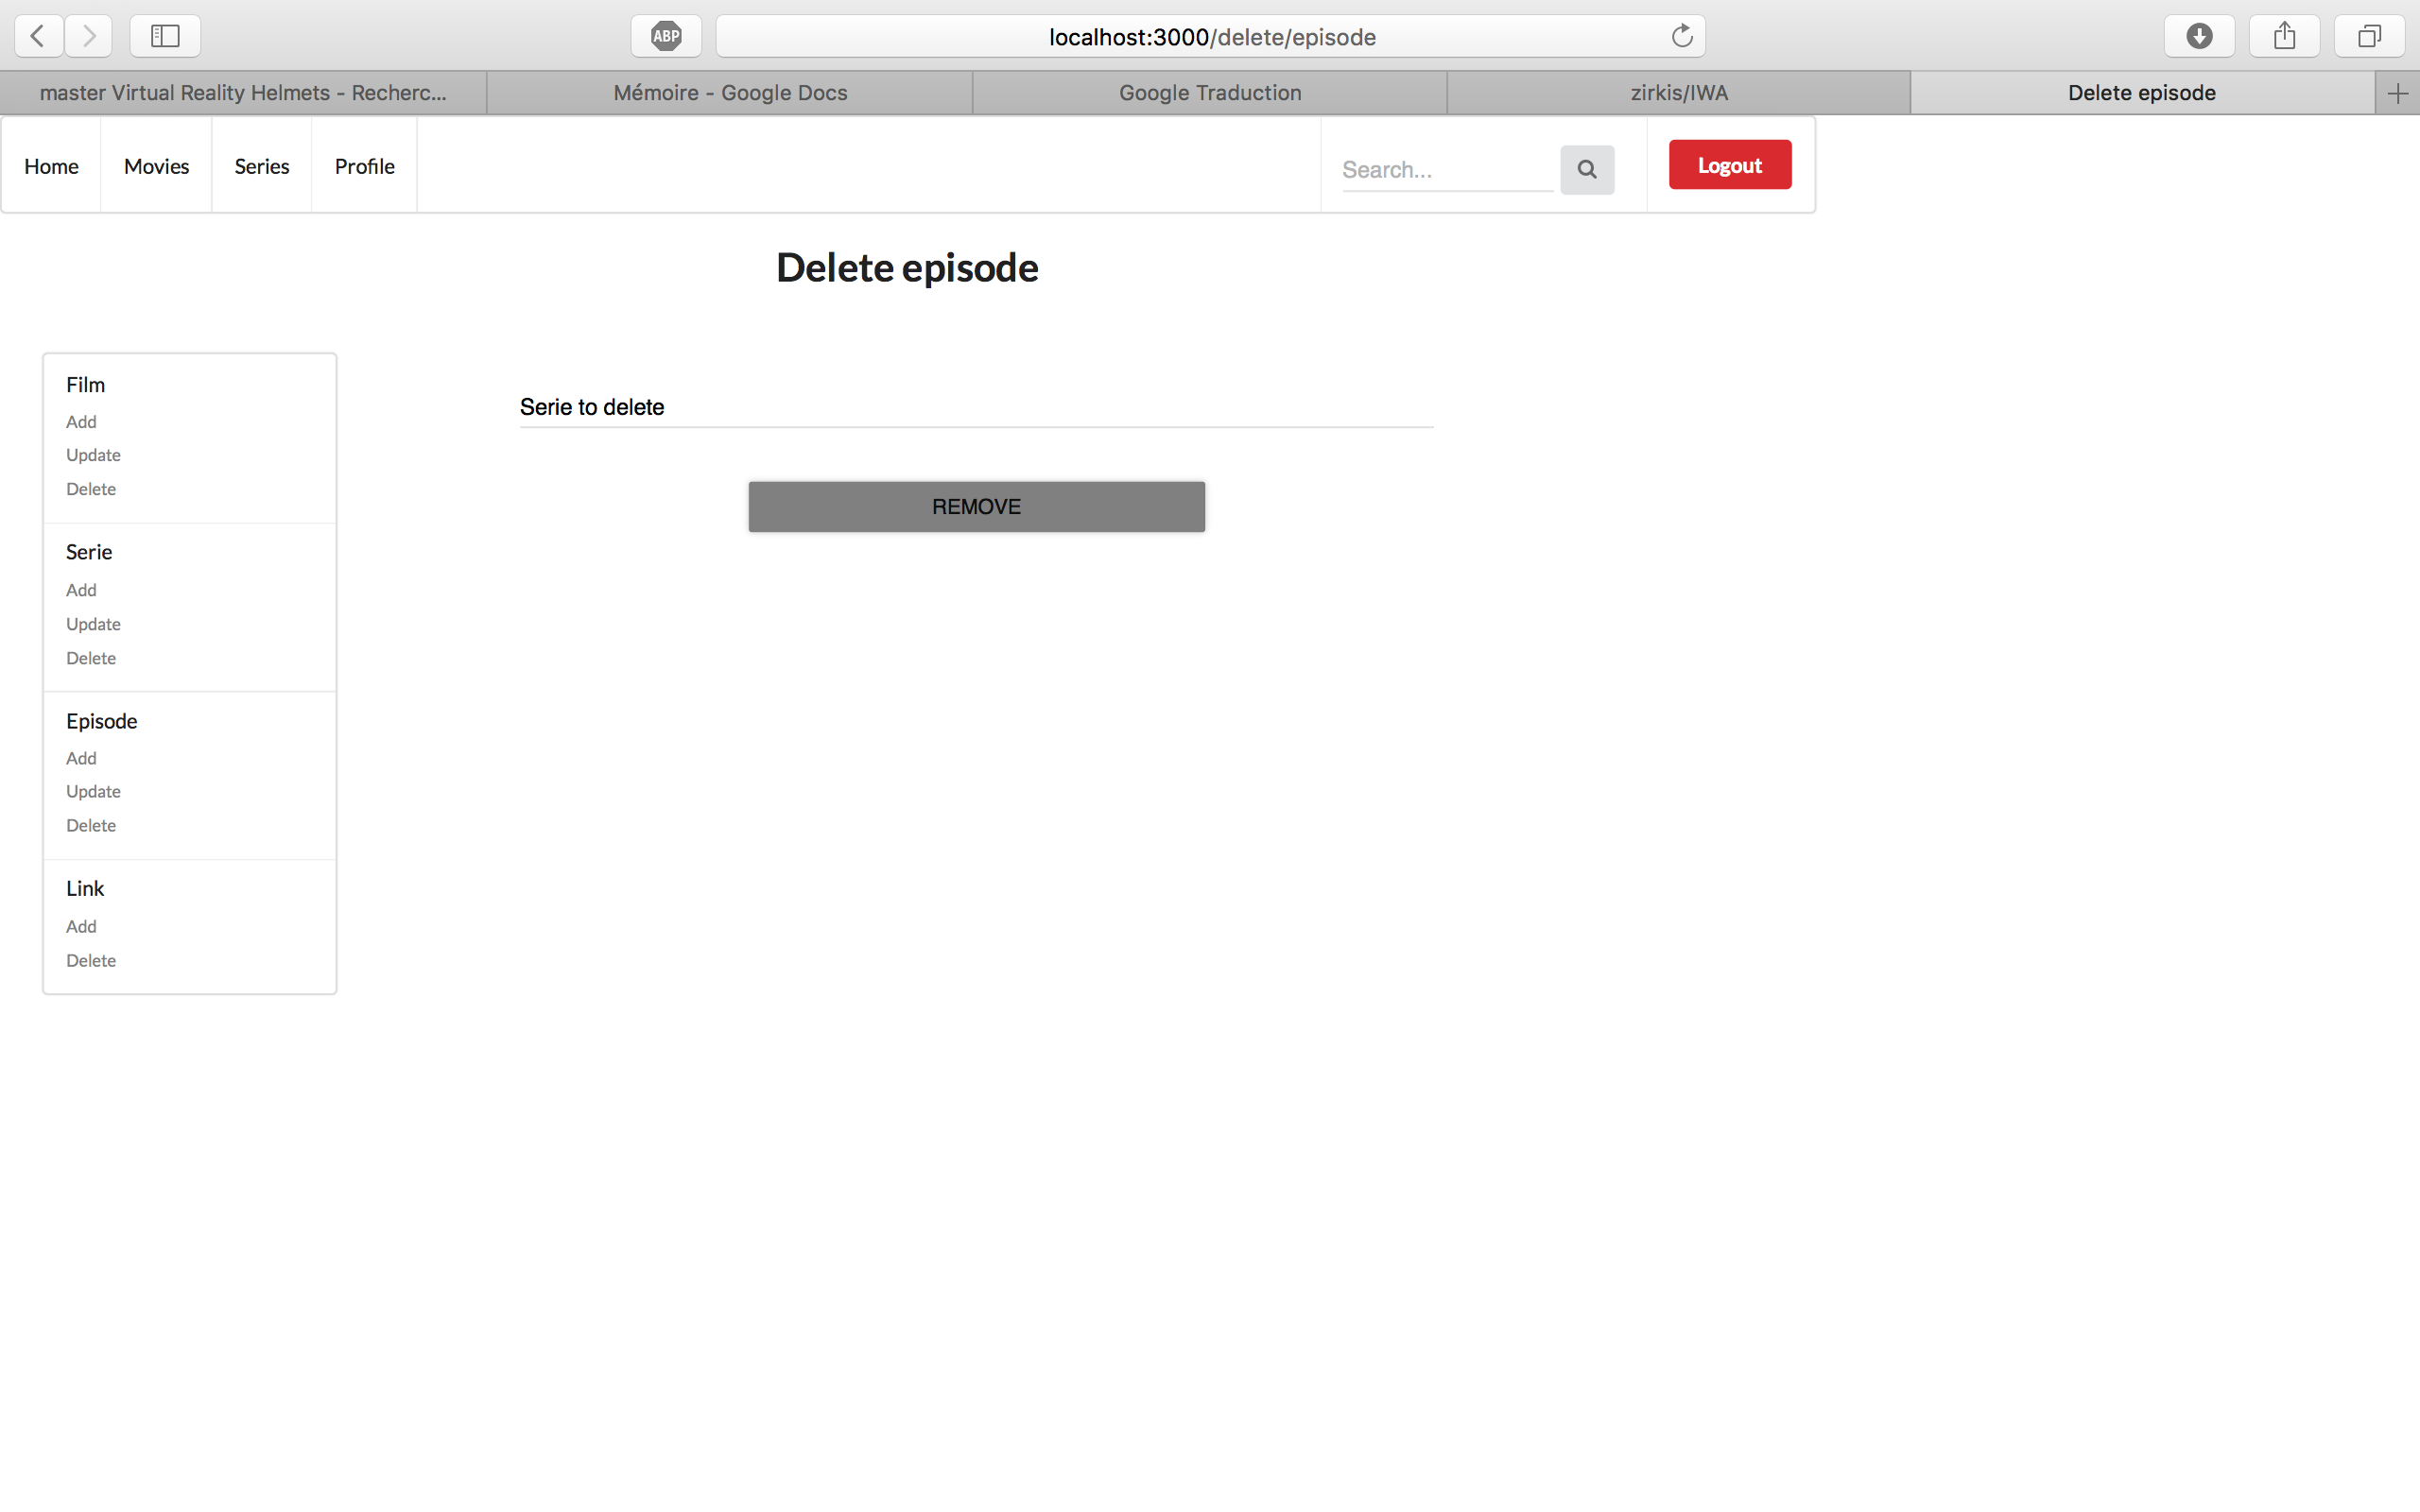 ABP
localhost:3000/delete/episode
master Virtual Reality Helmets - Recherc...
Mémoire - Google Docs
Google Traduction
zirkis/IWA
Delete episode
Home
Movies
Series
Profile
Search...
Logout
Delete episode
Film
Add
Update
Delete
Serie
Add
Update
Delete
Episode
Add
Update
Delete
Link
Add
Delete
Serie to delete
REMOVE